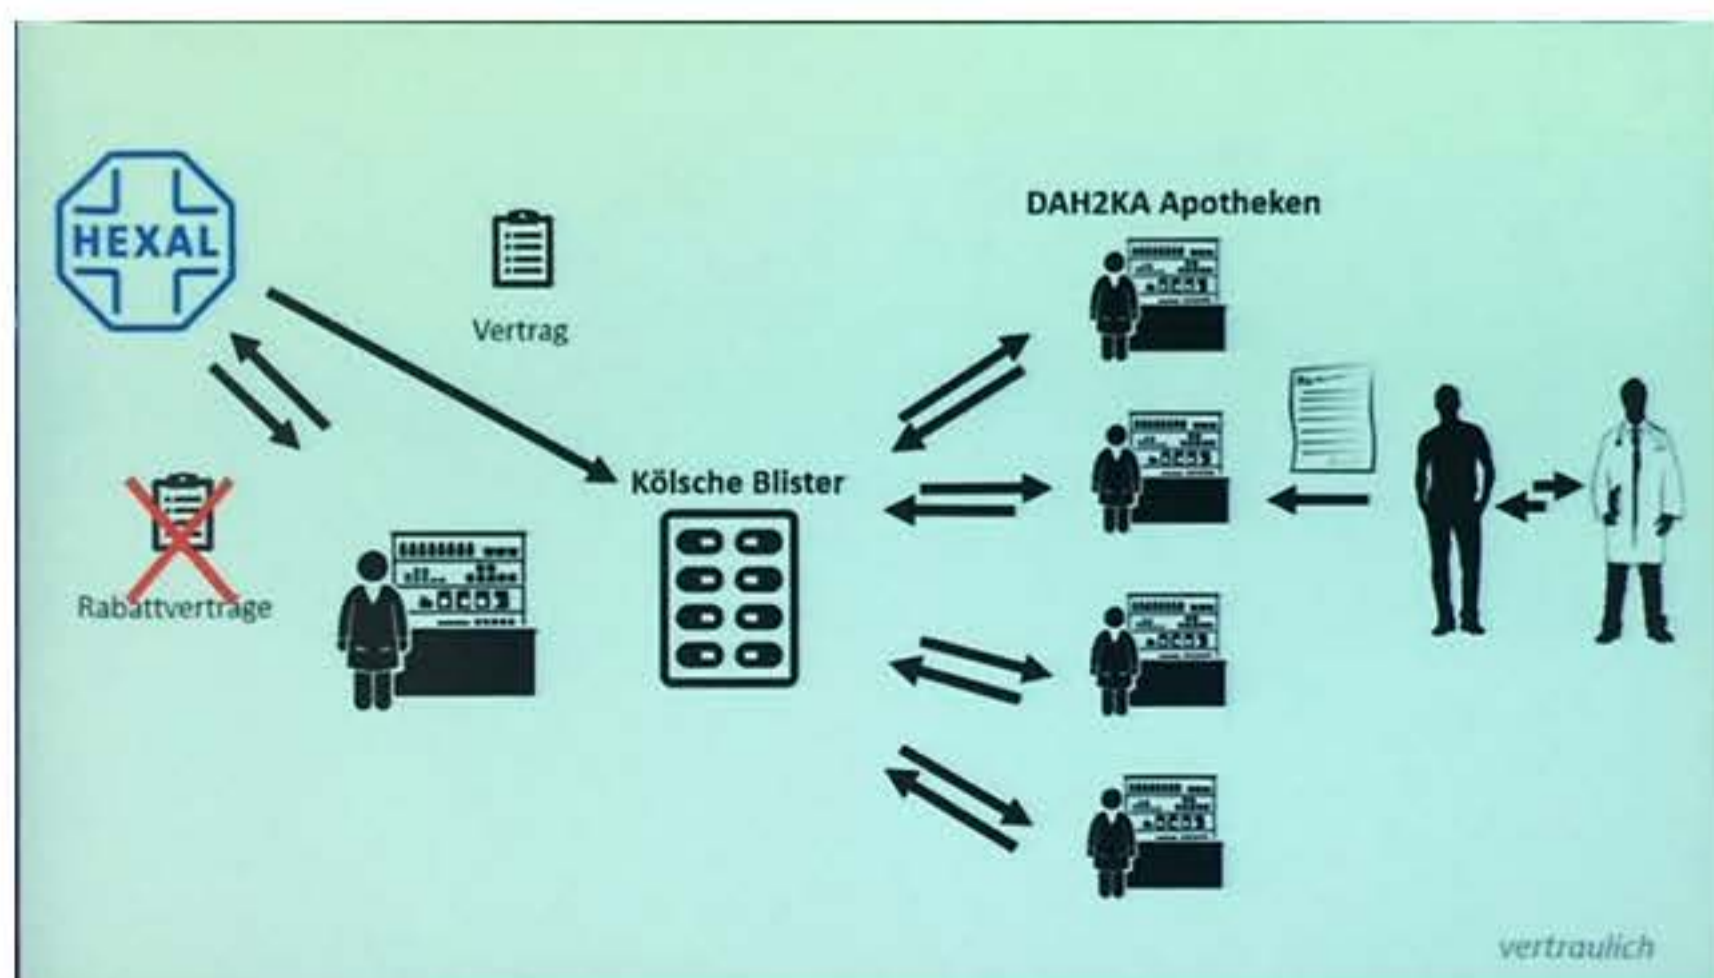 HEXAL
Vertrag
DAH2KA Apotheken
Kölsche Blister
Rabattverträge
vertraulich